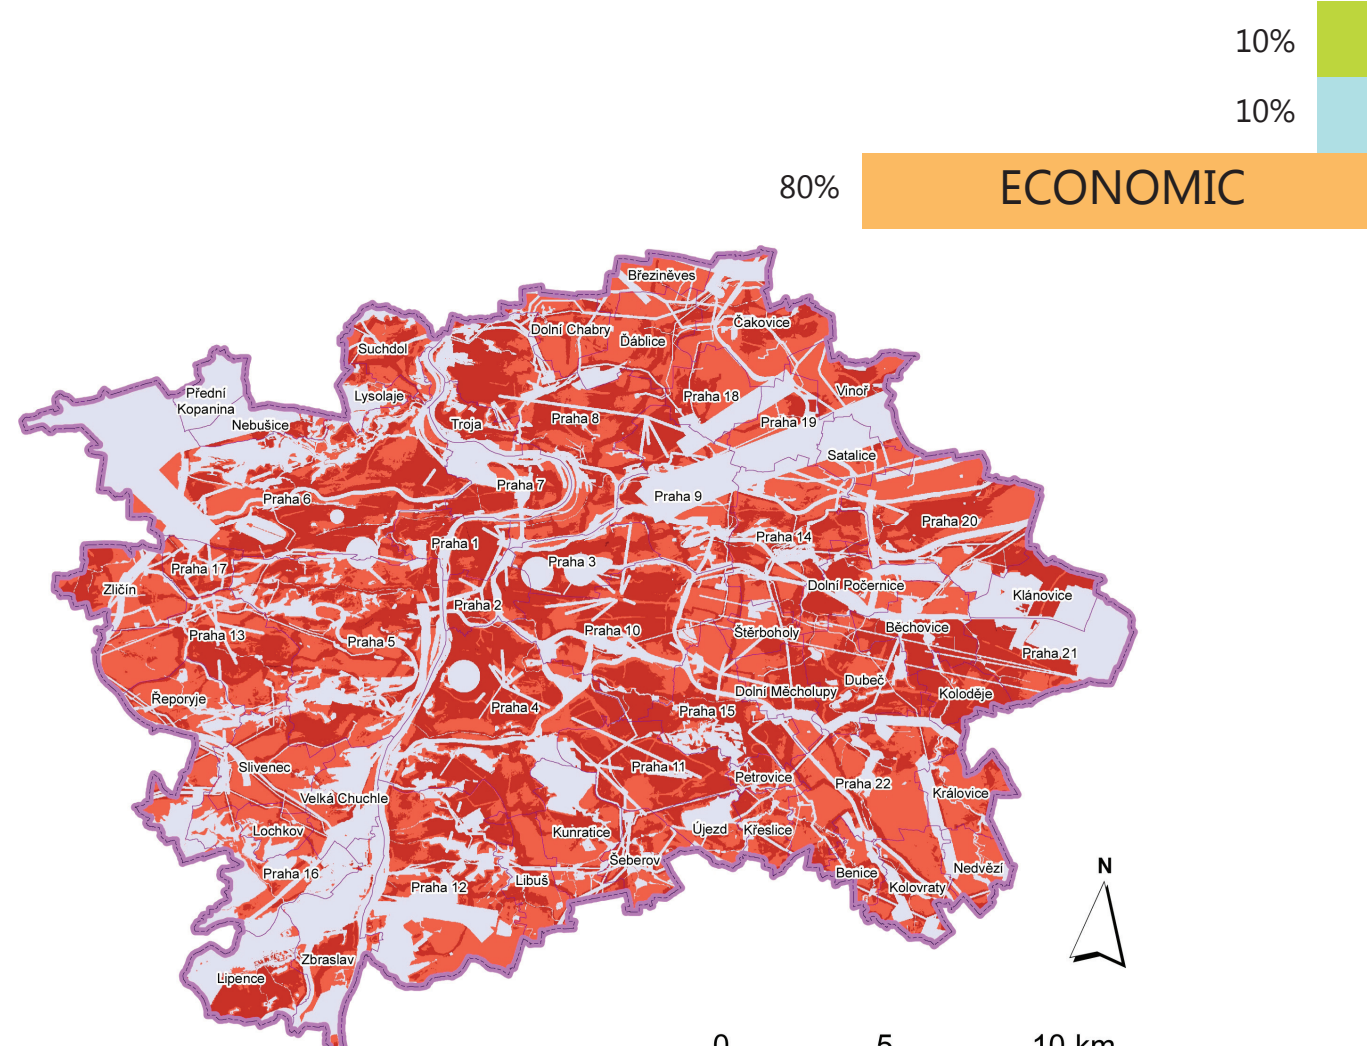 10%
10%
80%
ECONOMIC
Březiněves
Čakovice
Dolní Chabry
Ďáblice
Suchdol
Přední
Kopanina
Lysolaje
Nebušice
Troja
Praha 8
Praha 18
Vinoř
Praha 19
Satalice
Praha 7
Praha 9
Praha 6
Praha 20
Praha 1
Praha 14
Praha 3
Praha 17
Zličín
Dolní Počernice
Klánovice
Praha 2
Praha 13
Praha 5
Praha 10
Štěrboholy
Běchovice
Praha 21
Řeporyje
Dubeč
Dolní Měcholupy
Koloděje
Praha 4
Praha 15
Slivenec
Praha 11
Petrovice
Praha 22
Královice
Velká Chuchle
Lochkov
Kunratice
Újezd
Křeslice
Šeberov
Praha 16
Praha 12
Libuš
Benice
Nedvězí
Kolovraty
Zbraslav
Lipence
N
0 5 10 km